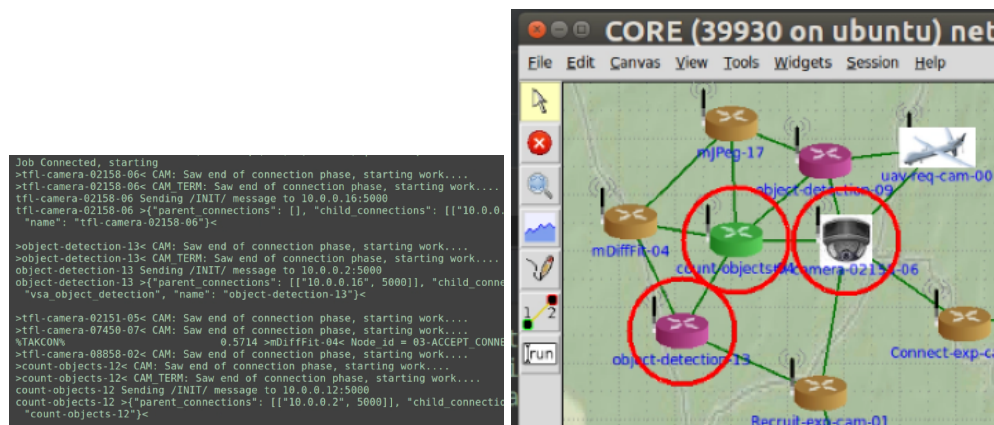 Job Connected, starting
>tfl-camera-02158-06< CAM: Saw end of connection phase, starting work....
>tfl-camera-02158-06< CAM_TERM: Saw end of connection phase, starting work....
tfl-camera-02158-06 Sending /INIT/ message to 10.0.0.16:5000
tfl-camera-02158-06 >{"parent_connections": [], "child_connections": [["10.0.0.
"name": "tfl-camera-02158-06"}<
>object-detection-13< CAM: Saw end of connection phase, starting work....
>object-detection-13< CAM_TERM: Saw end of connection phase, starting work....
object-detection-13 Sending /INIT/ message to 10.0.0.2:5000
object-detection-13 >{"parent_connections": [["10.0.0.16", 5000]], "child_conne
"vsa_object_detection", "name": "object-detection-13"}<
>tfl-camera-02151-05< CAM: Saw end of connection phase, starting work....
>tfl-camera-07450-07< CAM: Saw end of connection phase, starting work....
%TAKCON% 0.5714 >mDiffFit-04< Node_id = 03-ACCEPT_CONNE
>tfl-camera-08858-02< CAM: Saw end of connection phase, starting work....
>count-objects-12< CAM: Saw end of connection phase, starting work....
>count-objects-12< CAM_TERM: Saw end of connection phase, starting work....
count-objects-12 Sending /INIT/ message to 10.0.0.12:5000
count-objects-12 >{"parent_connections": [["10.0.0.2", 5000]], "child_connectio
"count-objects-12"}<
CORE (39930 on ubuntu) net
File Edit Canvas View Tools Widgets Session Help
mJPeg-17
object-detection-09
uav-req-cam-00
mDiffFit-04
count-objects
camera-02151-06
object-detection-13
Connect-exp-ca
Recruit-exp-cam-01
1 2
run